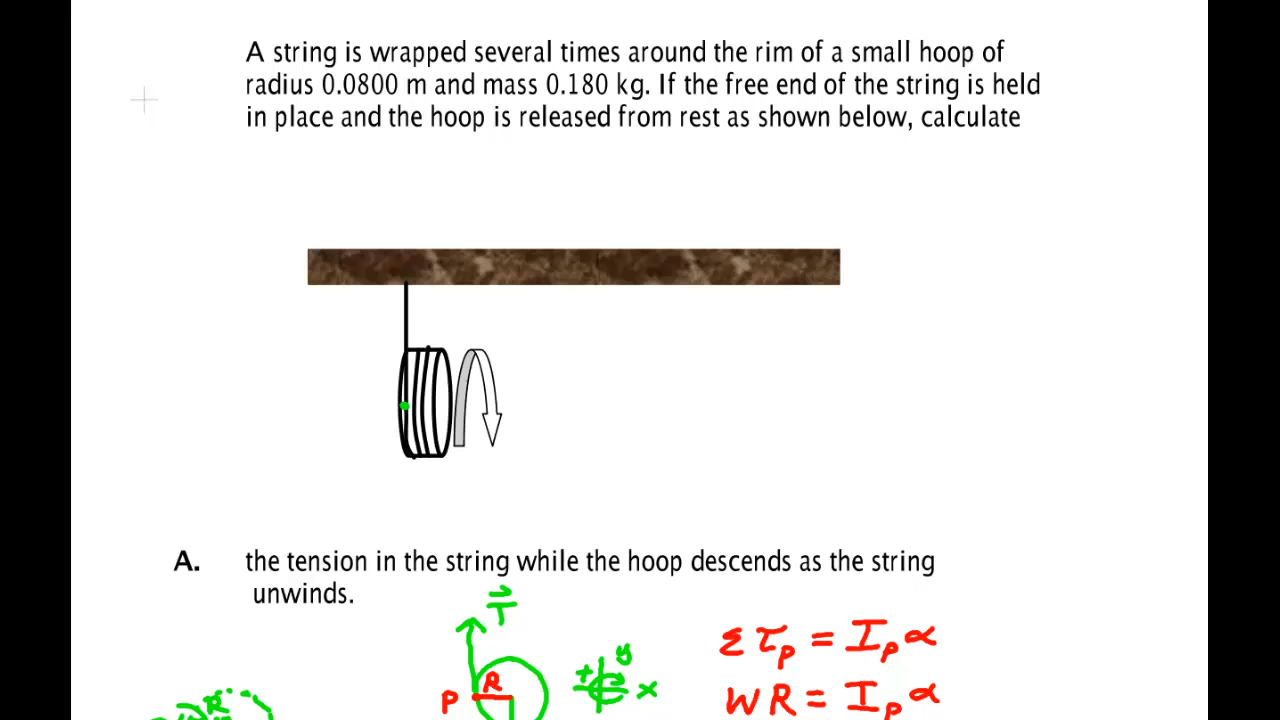 A string is wrapped several times around the rim of a small hoop of
radius 0.0800 m and mass 0.180 kg. If the free end of the string is held
in place and the hoop is released from rest as shown below, calculate
A. the tension in the string while the hoop descends as the string
unwinds.
T
Στp = Ip α
+ y
x
P R
WR = Ip α